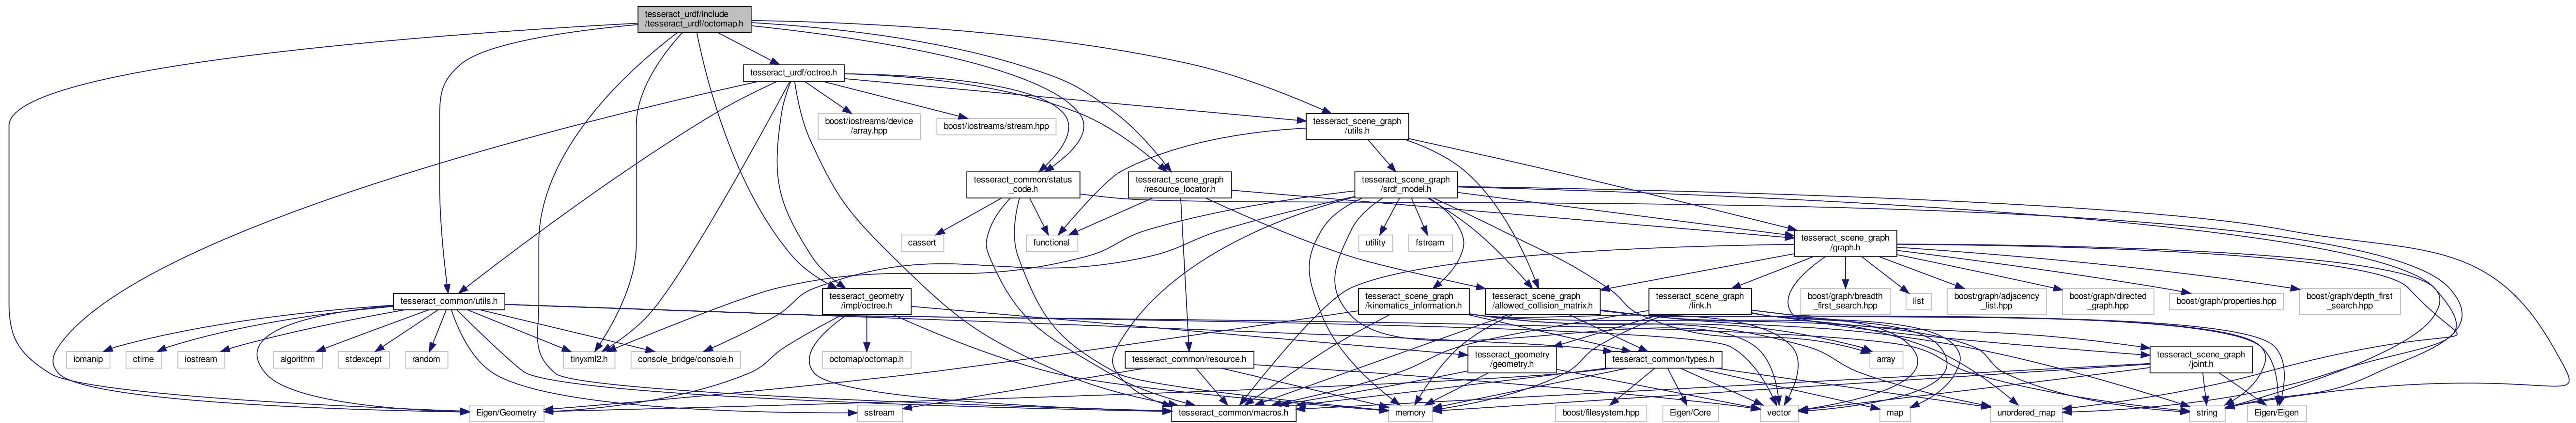 tesseract_urdf/include
/tesseract_urdf/octomap.h
tesseract_urdf/octree.h
boost/iostreams/device
/array.hpp
boost/iostreams/stream.hpp
tesseract_scene_graph
/utils.h
tesseract_common/status
_code.h
tesseract_scene_graph
/resource_locator.h
tesseract_scene_graph
/srdf_model.h
cassert
functional
utility
fstream
tesseract_scene_graph
/graph.h
tesseract_common/utils.h
tesseract_geometry
/impl/octree.h
tesseract_scene_graph
/kinematics_information.h
tesseract_scene_graph
/allowed_collision_matrix.h
tesseract_scene_graph
/link.h
boost/graph/breadth
_first_search.hpp
list
boost/graph/adjacency
_list.hpp
boost/graph/directed
_graph.hpp
boost/graph/properties.hpp
boost/graph/depth_first
_search.hpp
iomanip
ctime
iostream
algorithm
stdexcept
random
tinyxml2.h
console_bridge/console.h
octomap/octomap.h
tesseract_common/resource.h
tesseract_geometry
/geometry.h
tesseract_common/types.h
array
tesseract_scene_graph
/joint.h
Eigen/Geometry
sstream
tesseract_common/macros.h
memory
boost/filesystem.hpp
Eigen/Core
vector
map
unordered_map
string
Eigen/Eigen